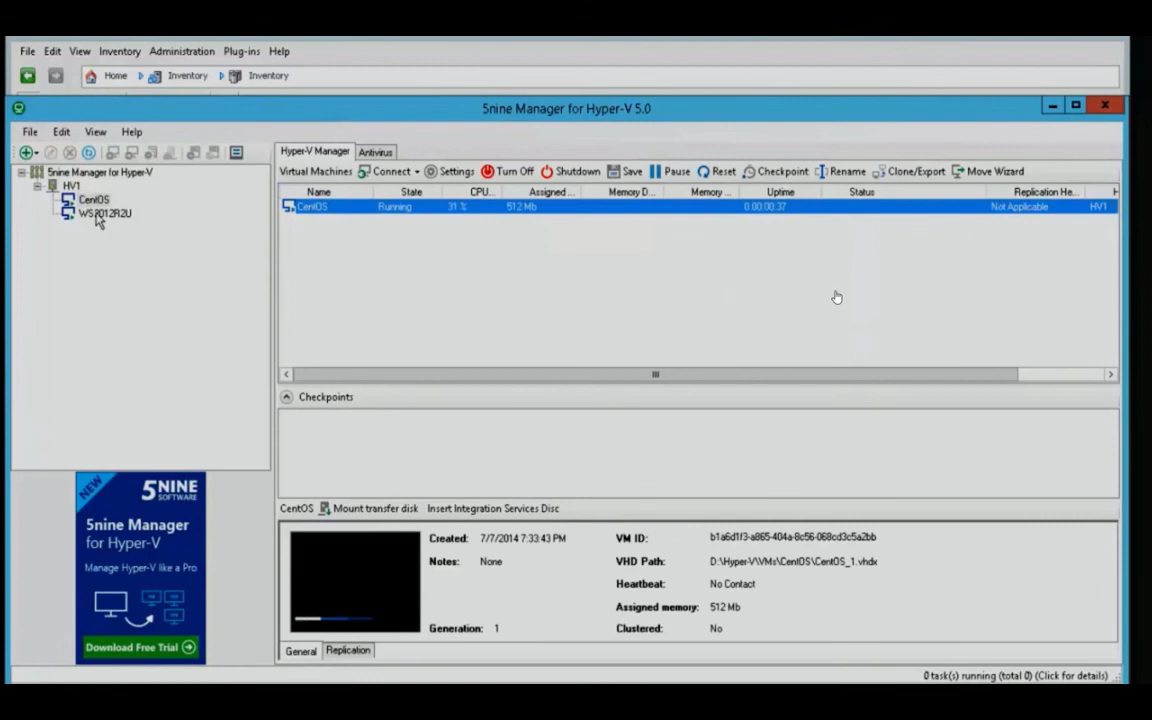 File Edit View Inventory Administration Plug-ins Help
Home Inventory Inventory
5nine Manager for Hyper-V 5.0
File Edit View Help
5nine Manager for Hyper-V
HV1
CentOS
WS2012R2U
Hyper-V Manager Antivirus
Virtual Machines Connect Settings Turn Off Shutdown Save Pause Reset Checkpoint Rename Clone/Export Move Wizard
Name State CPU... Assigned ... Memory D... Memory ... Uptime Status Replication He... H
CentOS Running 31 % 512 Mb 0.00:00:37 Not Applicable HV1
Checkpoints
CentOS Mount transfer disk Insert Integration Services Disc
Created: 7/7/2014 7:33:43 PM VM ID: b1a6d1f3-a865-404a-8c56-068cd3c5a2bb
Notes: None VHD Path: D:\Hyper-V\VMs\CentOS\CentOS_1.vhdx
Heartbeat: No Contact
Assigned memory: 512 Mb
Generation: 1 Clustered: No
General Replication
NEW
5NINE
SOFTWARE
5nine Manager
for Hyper-V
Manage Hyper-V like a Pro
Download Free Trial
0 task(s) running (total 0) (Click for details)